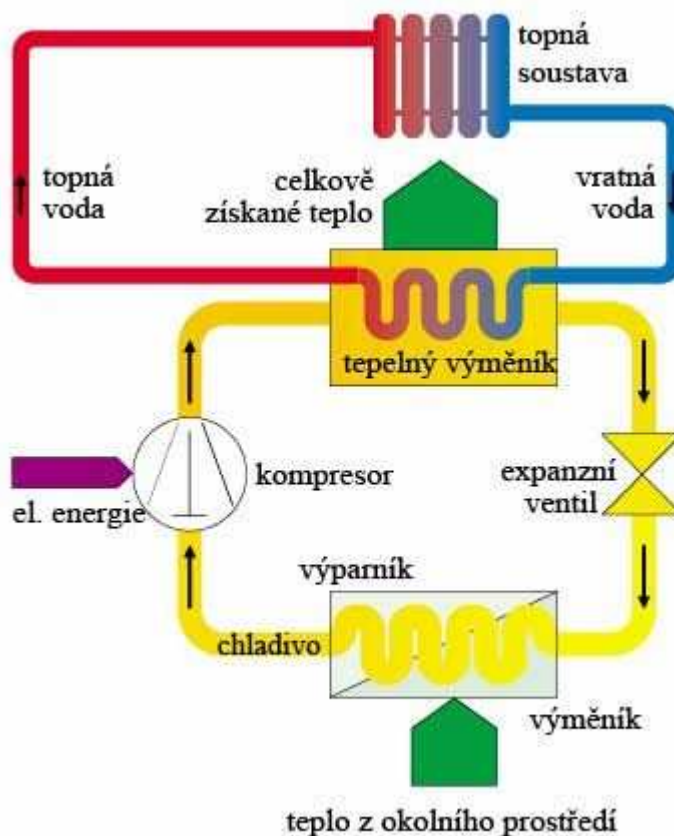 topná
soustava
topná
voda
celkově
získané teplo
vratná
voda
tepelný výměník
kompresor
expanzní
ventil
el. energie
výparník
chladivo
výměník
teplo z okolního prostředí